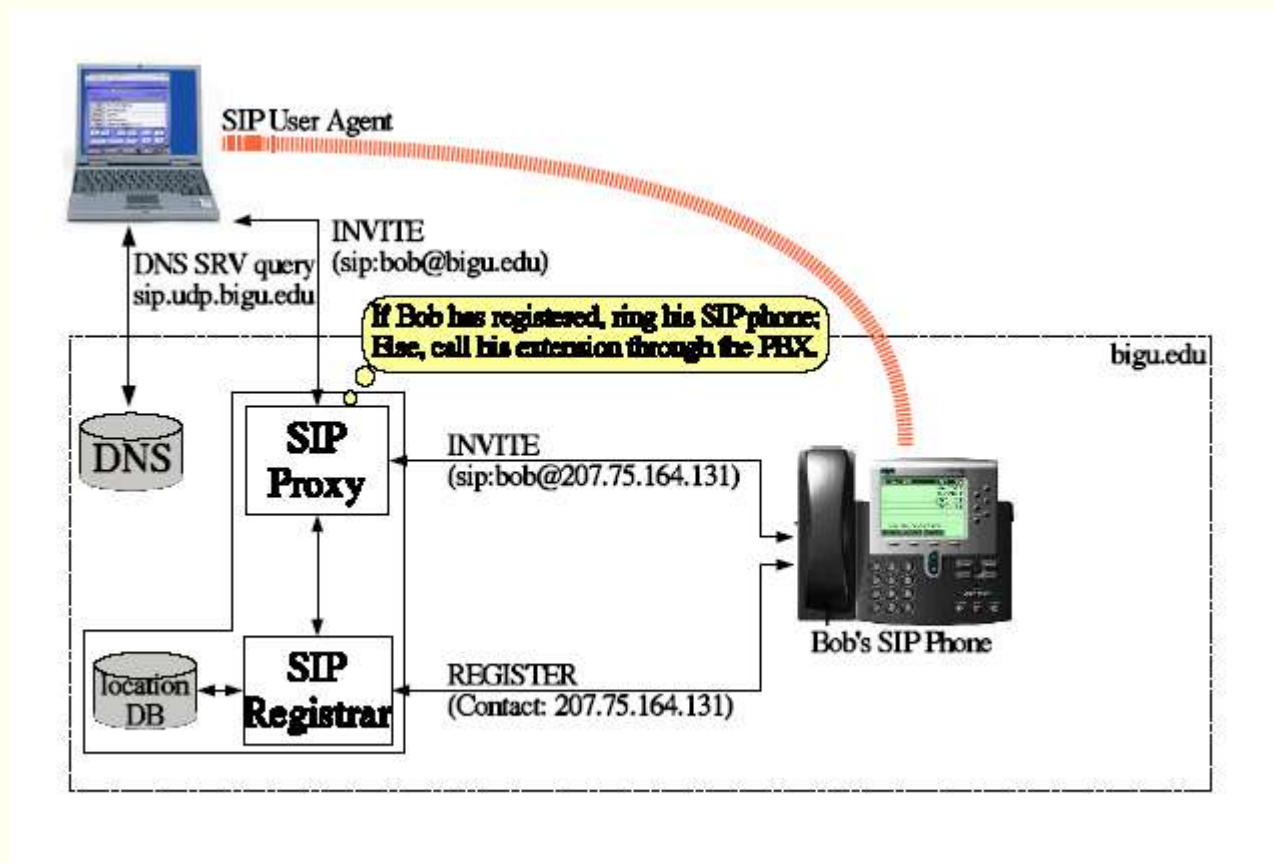 SIP User Agent
INVITE
(sip:bob@bigu.edu)
DNS SRV query
sip.udp.bigu.edu
If Bob has registered, ring his SIP phone;
Else, call his extension through the PBX.
bigu.edu
DNS
SIP
Proxy
INVITE
(sip:bob@207.75.164.131)
Bob's SIP Phone
location
DB
SIP
Registrar
REGISTER
(Contact: 207.75.164.131)